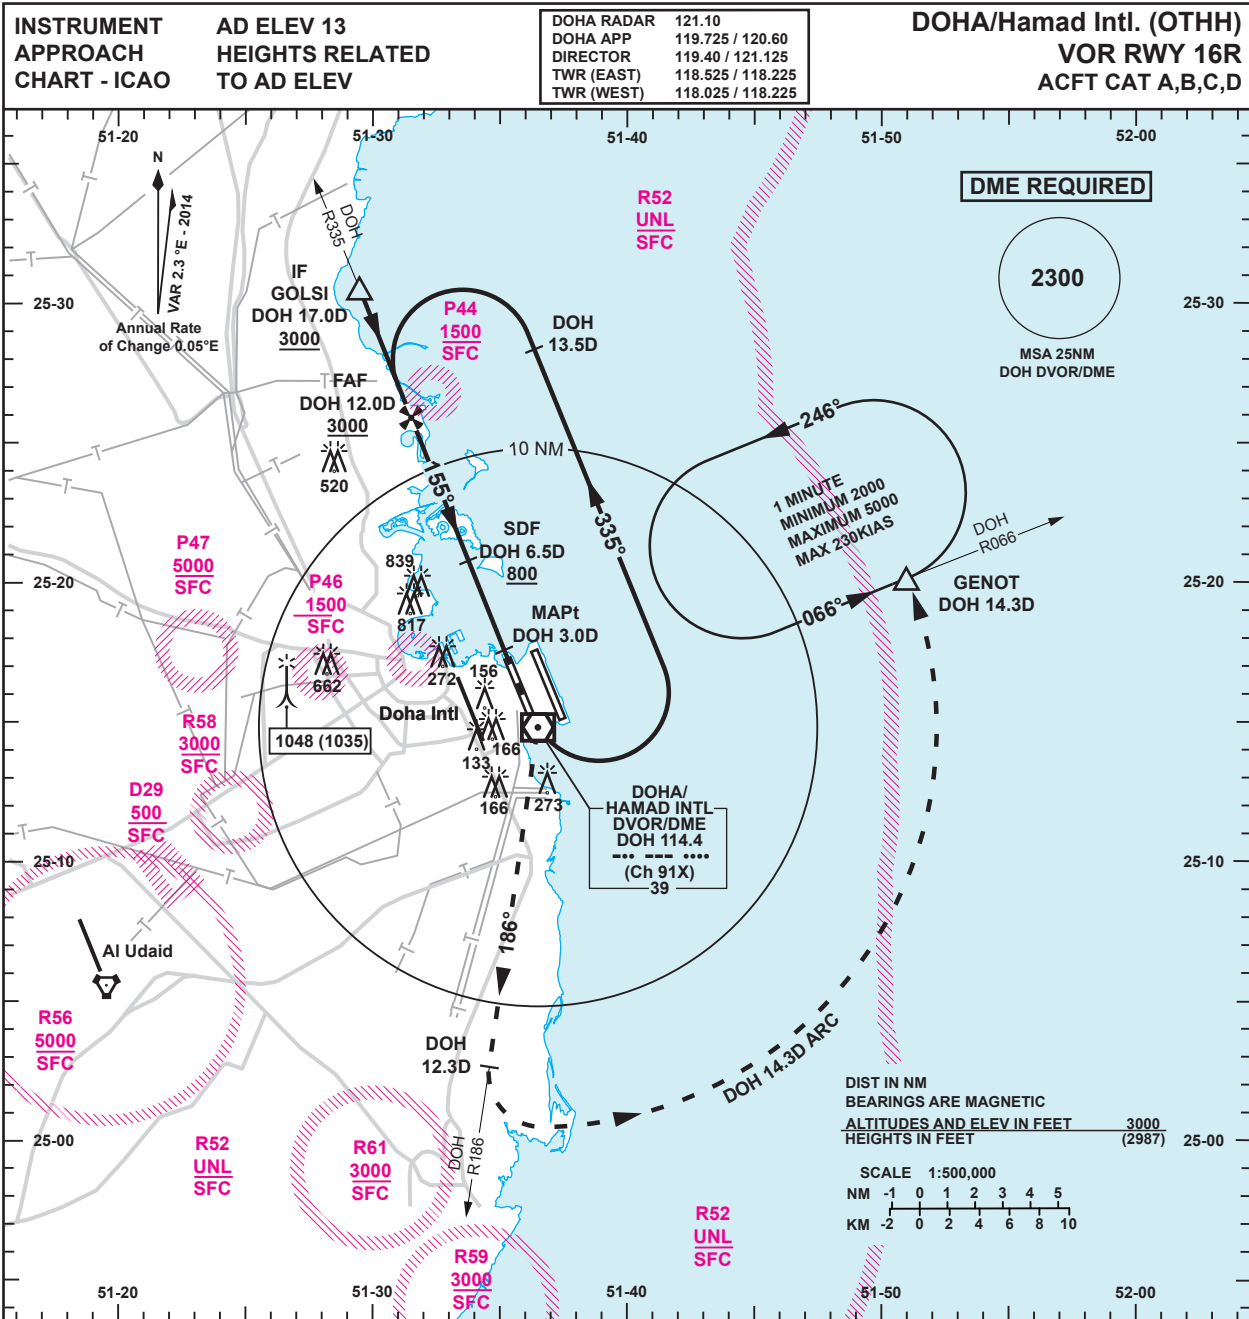 INSTRUMENT
APPROACH
CHART - ICAO
AD ELEV 13
HEIGHTS RELATED
TO AD ELEV
DOHA RADAR 121.10
DOHA APP 119.725 / 120.60
DIRECTOR 119.40 / 121.125
TWR (EAST) 118.525 / 118.225
TWR (WEST) 118.025 / 118.225
DOHA/Hamad Intl. (OTHH)
VOR RWY 16R
ACFT CAT A,B,C,D
51-20 51-30 51-40 51-50 52-00
N
VAR 2.3 °E - 2014
Annual Rate
of Change 0.05°E
DOH
R335
R52
UNL
SFC
DME REQUIRED
2300
MSA 25NM
DOH DVOR/DME
25-30
25-30
IF
GOLSI
DOH 17.0D
3000
P44
1500
SFC
DOH
13.5D
FAF
DOH 12.0D
3000
520
10 NM
155°
335°
246°
1 MINUTE
MINIMUM 2000
MAXIMUM 5000
MAX 230KIAS
066°
DOH
R066
GENOT
DOH 14.3D
SDF
DOH 6.5D
800
MAPt
DOH 3.0D
P47
5000
SFC
25-20
25-20
P46
1500
SFC
839
817
662
272
156
Doha Intl
166
133
166
273
1048 (1035)
R58
3000
SFC
D29
500
SFC
DOHA/
HAMAD INTL
DVOR/DME
DOH 114.4
(Ch 91X)
39
25-10
25-10
186°
Al Udaid
R56
5000
SFC
DOH
12.3D
DOH 14.3D ARC
DOH
R186
DIST IN NM
BEARINGS ARE MAGNETIC
ALTITUDES AND ELEV IN FEET 3000
HEIGHTS IN FEET (2987)
25-00
25-00
R52
UNL
SFC
R61
3000
SFC
SCALE 1:500,000
NM -1 0 1 2 3 4 5
KM -2 0 2 4 6 8 10
R52
UNL
SFC
R59
3000
SFC
51-20 51-30 51-40 51-50 52-00
T T T T T T T T T T T T T